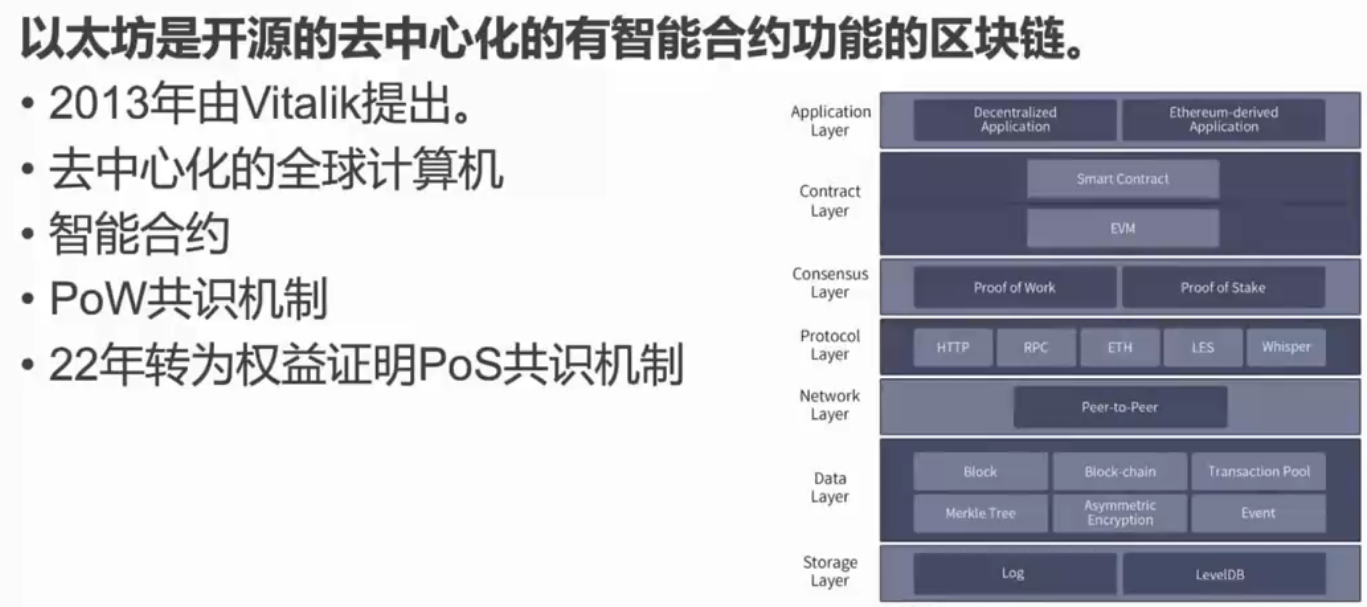 以太坊是开源的去中心化的有智能合约功能的区块链。
• 2013年由Vitalik提出。
• 去中心化的全球计算机
• 智能合约
• PoW共识机制
• 22年转为权益证明PoS共识机制
Application
Layer
Decentralized
Application
Ethereum-derived
Application
Contract
Layer
Smart Contract
EVM
Consensus
Layer
Proof of Work
Proof of Stake
Protocol
Layer
HTTP
RPC
ETH
LES
Whisper
Network
Layer
Peer-to-Peer
Data
Layer
Block
Block-chain
Transaction Pool
Merkle Tree
Asymmetric
Encryption
Event
Storage
Layer
Log
LevelDB